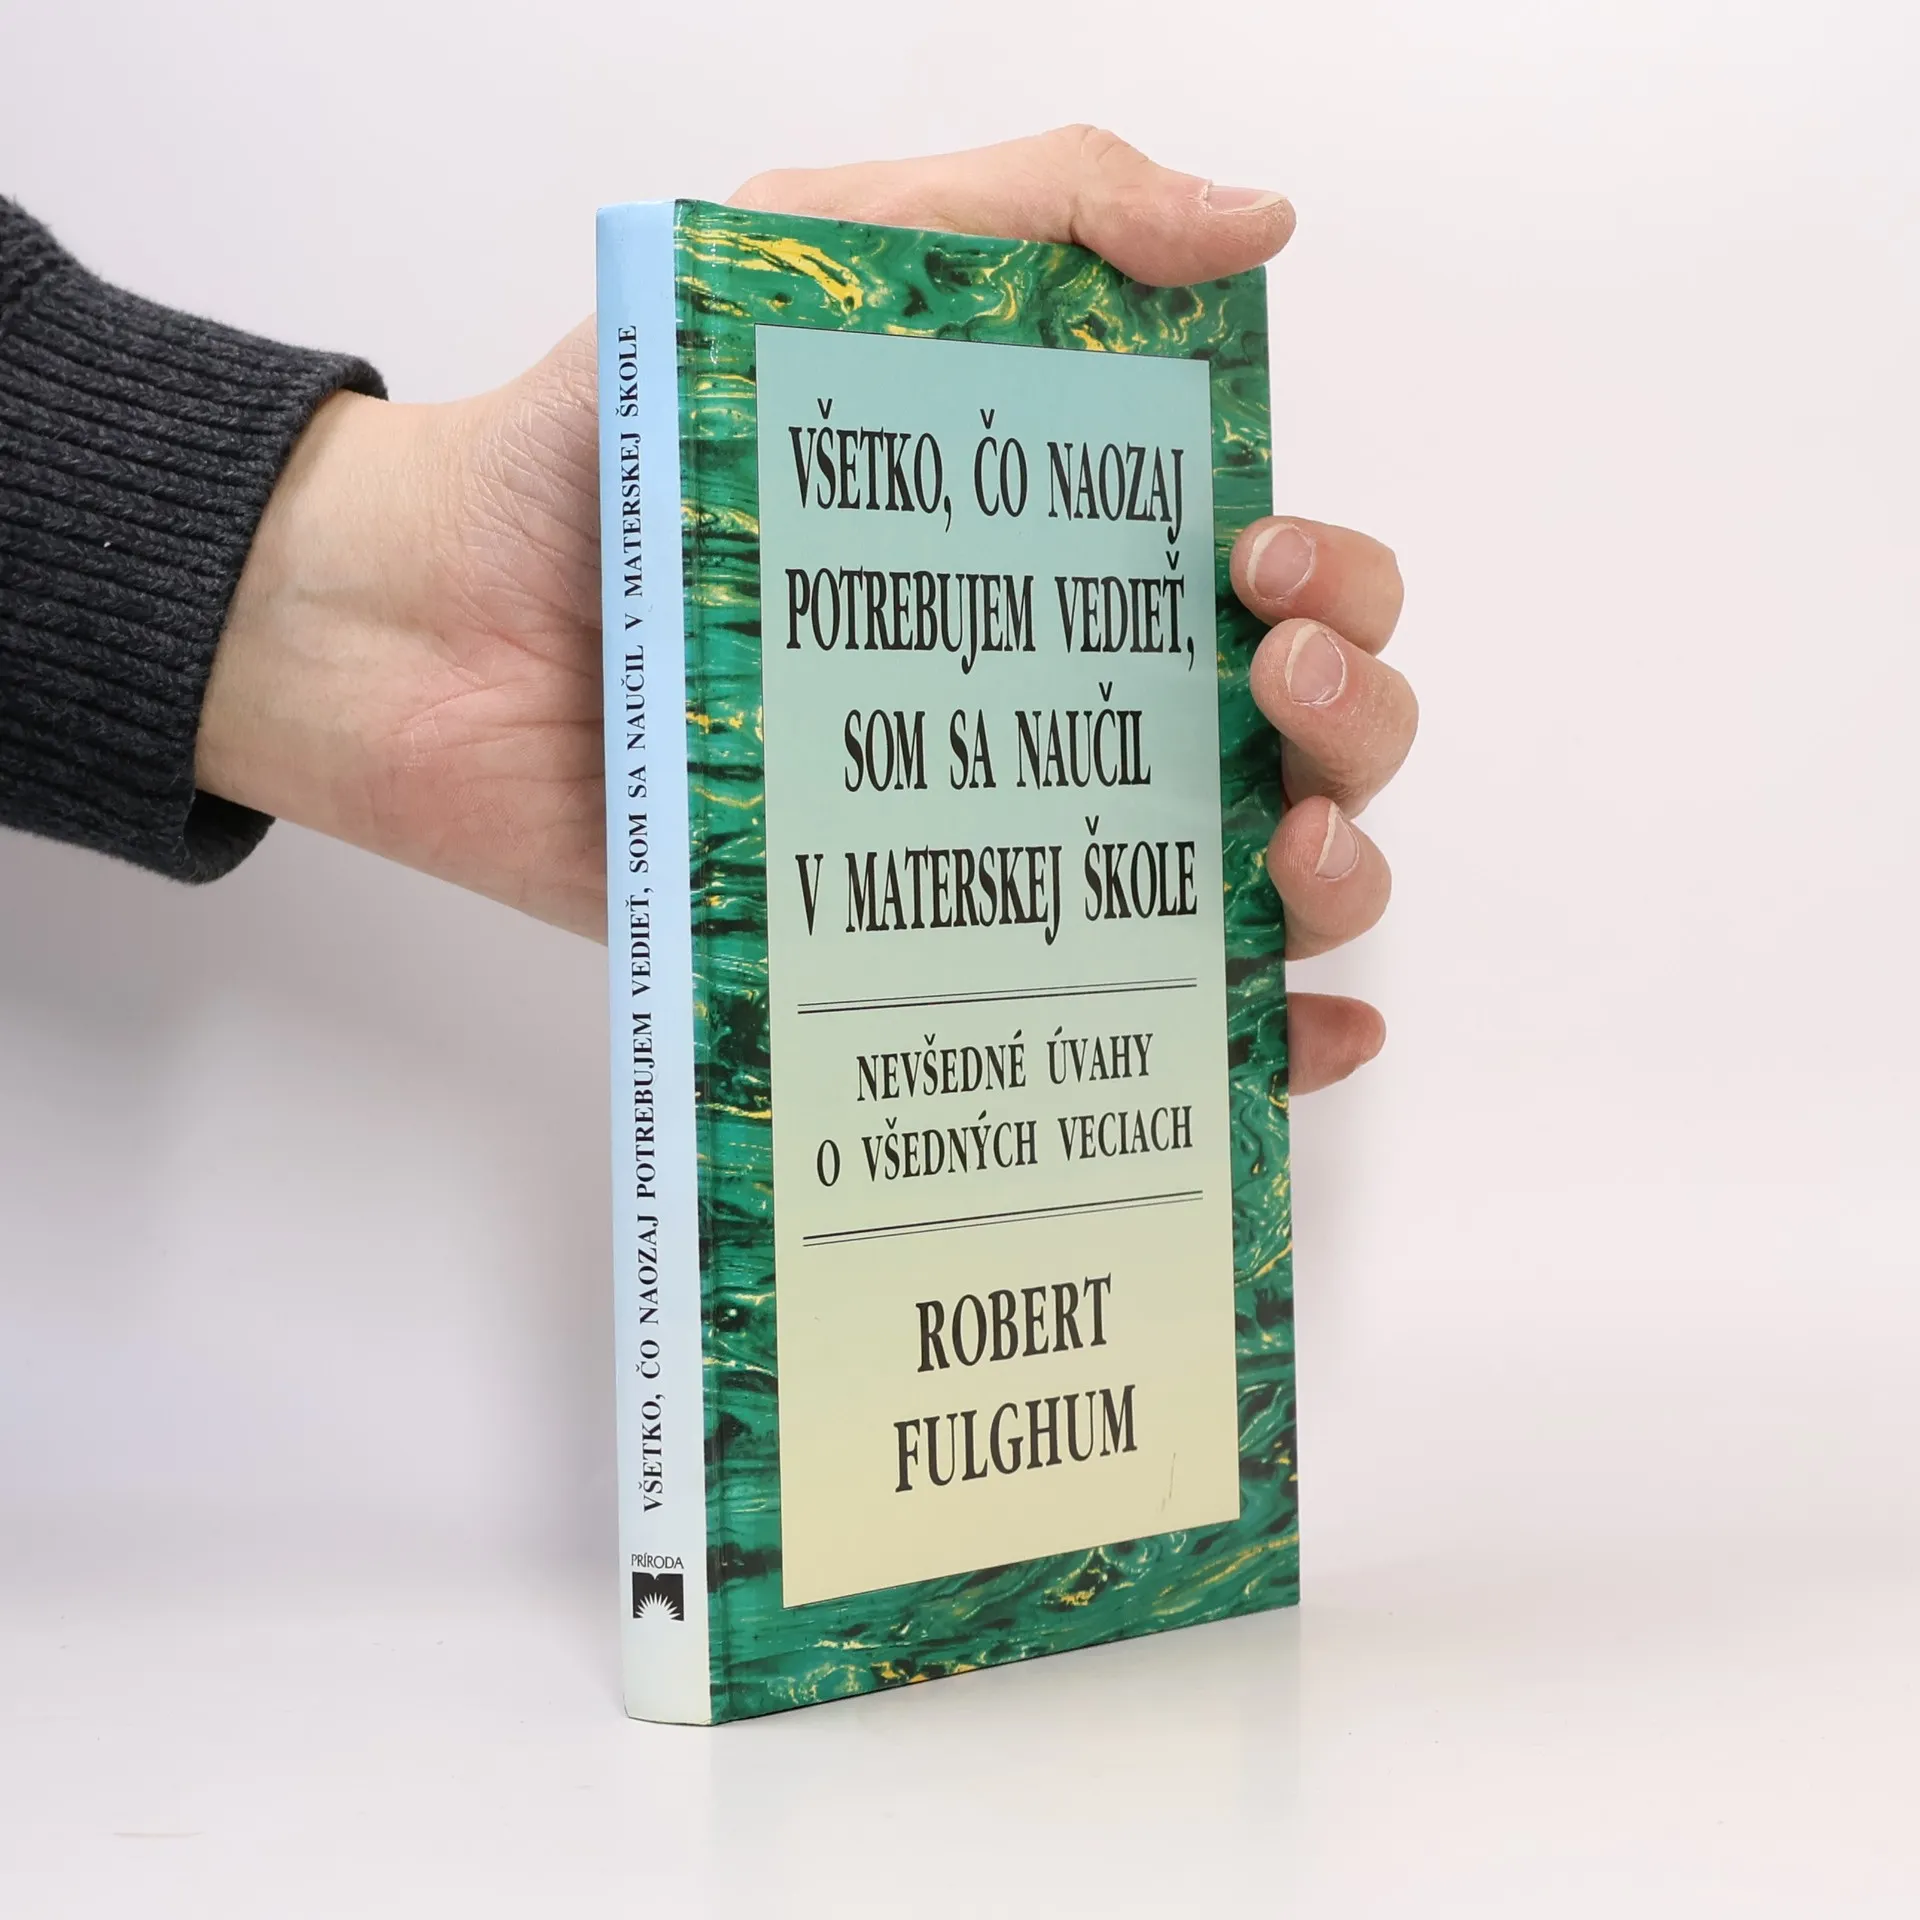 VŠETKO, ČO NAOZAJ POTREBUJEM VEDIEŤ, SOM SA NAUČIL V MATERSKEJ ŠKOLE
PRÍRODA
VŠETKO, ČO NAOZAJ
POTREBUJEM VEDIEŤ,
SOM SA NAUČIL
V MATERSKEJ ŠKOLE
NEVŠEDNÉ ÚVAHY
O VŠEDNÝCH VECIACH
ROBERT
FULGHUM